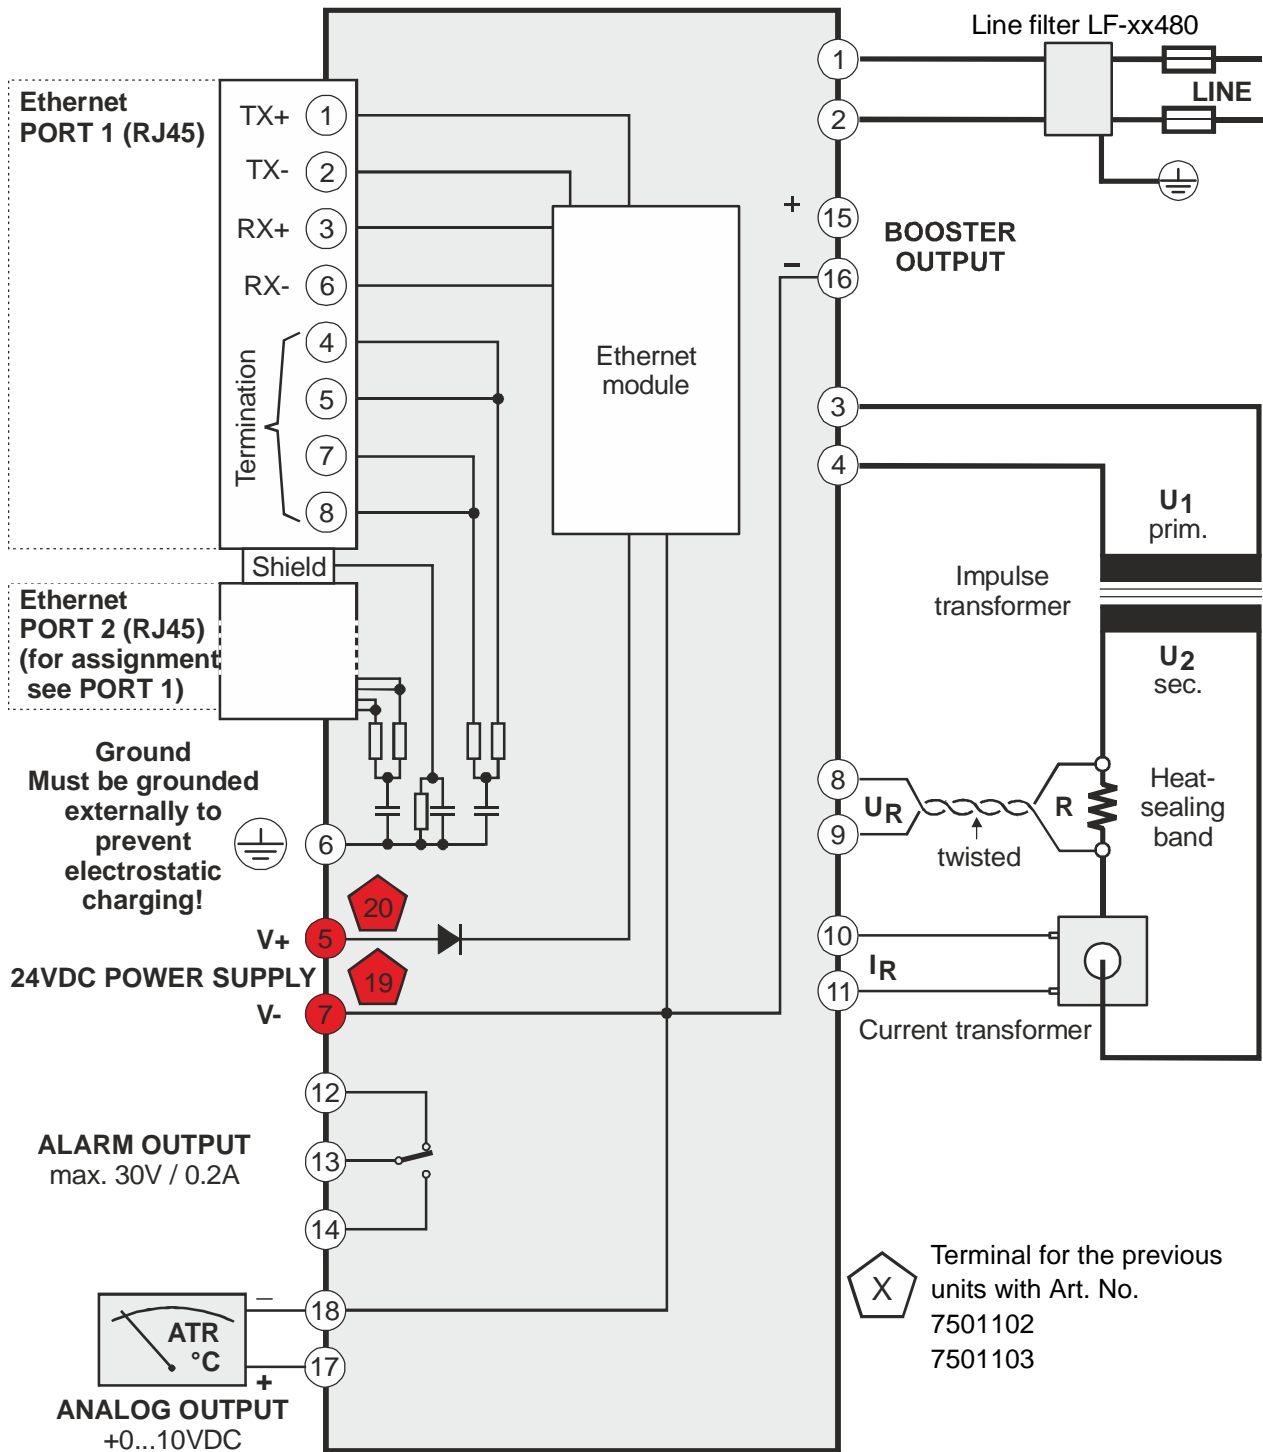 Line filter LF-xx480
1
LINE
2
Ethernet
PORT 1 (RJ45)
TX+ 1
TX- 2
RX+ 3
RX- 6
Termination
4
5
7
8
Ethernet
module
+
15
BOOSTER
OUTPUT
–
16
3
4
U1
prim.
Impulse
transformer
U2
sec.
Shield
Ethernet
PORT 2 (RJ45)
(for assignment
see PORT 1)
Ground
Must be grounded
externally to
prevent
electrostatic
charging!
6
8
UR
9
twisted
R
Heat-
sealing
band
20
V+ 5
24VDC POWER SUPPLY
19
V- 7
10
IR
11
Current transformer
12
ALARM OUTPUT
max. 30V / 0.2A
13
14
–
18
ATR
°C
17
+
ANALOG OUTPUT
+0...10VDC
X
Terminal for the previous
units with Art. No.
7501102
7501103